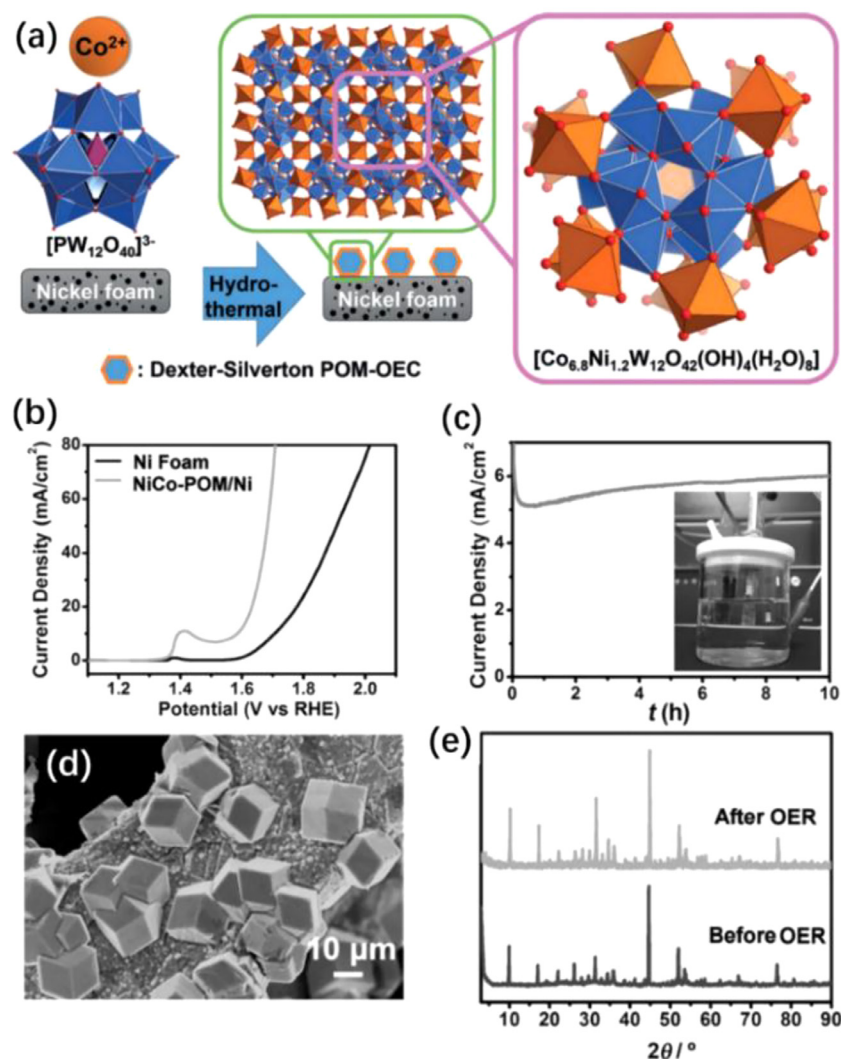 (a)
Co2+
[PW12O40]3-
Nickel foam
Hydro-
thermal
Nickel foam
: Dexter-Silverton POM-OEC
[Co6.8Ni1.2W12O42(OH)4(H2O)8]
(b)
80
60
40
20
0
1.2 1.4 1.6 1.8 2.0
Current Density (mA/cm2)
Potential (V vs RHE)
Ni Foam
NiCo-POM/Ni
(c)
6
4
2
0
0 2 4 6 8 10
Current Density (mA/cm2)
t (h)
(d)
10 μm
(e)
After OER
Before OER
10 20 30 40 50 60 70 80 90
2θ / º